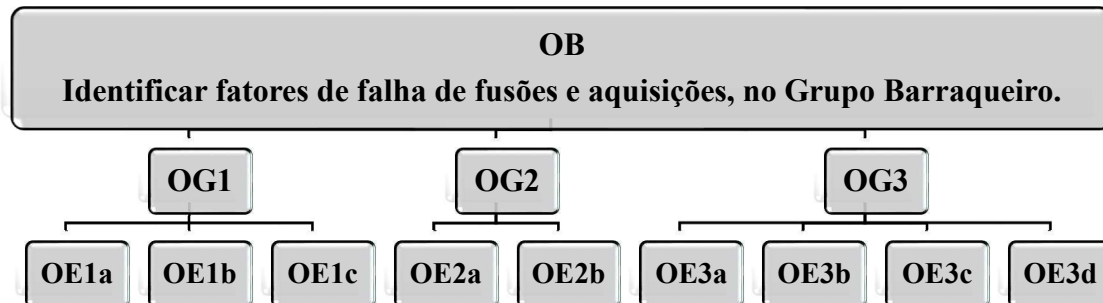 OB
Identificar fatores de falha de fusões e aquisições, no Grupo Barraqueiro.
OG1 OG2 OG3
OE1a OE1b OE1c OE2a OE2b OE3a OE3b OE3c OE3d